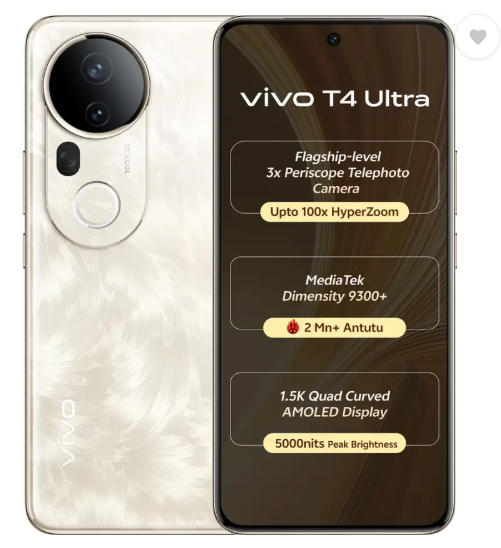 vivo T4 Ultra
Flagship-level
3x Periscope Telephoto
Camera
Upto 100x HyperZoom
MediaTek
Dimensity 9300+
2 Mn+ Antutu
1.5K Quad Curved
AMOLED Display
5000nits Peak Brightness
vivo